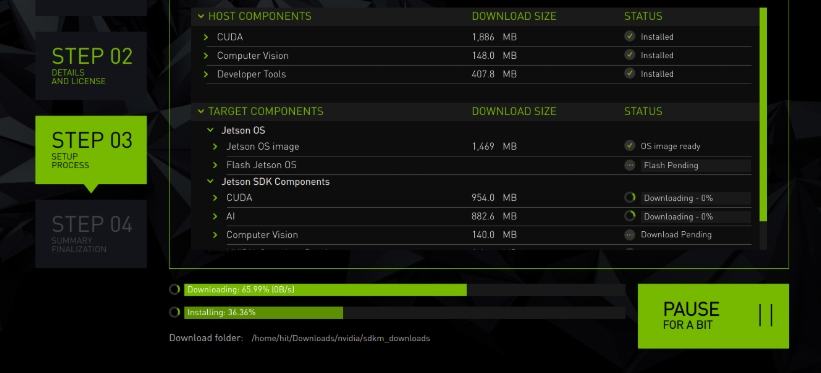 HOST COMPONENTS DOWNLOAD SIZE STATUS
CUDA 1,886 MB Installed
Computer Vision 148.0 MB Installed
Developer Tools 407.8 MB Installed
TARGET COMPONENTS DOWNLOAD SIZE STATUS
Jetson OS
Jetson OS image 1,469 MB OS image ready
Flash Jetson OS Flash Pending
Jetson SDK Components
CUDA 954.0 MB Downloading - 0%
AI 882.6 MB Downloading - 0%
Computer Vision 140.0 MB Download Pending
STEP 02
DETAILS
AND LICENSE
STEP 03
SETUP
PROCESS
STEP 04
SUMMARY
FINALIZATION
Downloading: 65.99% (0B/s)
Installing: 36.36%
Download folder: /home/hit/Downloads/nvidia/sdkm_downloads
PAUSE
FOR A BIT